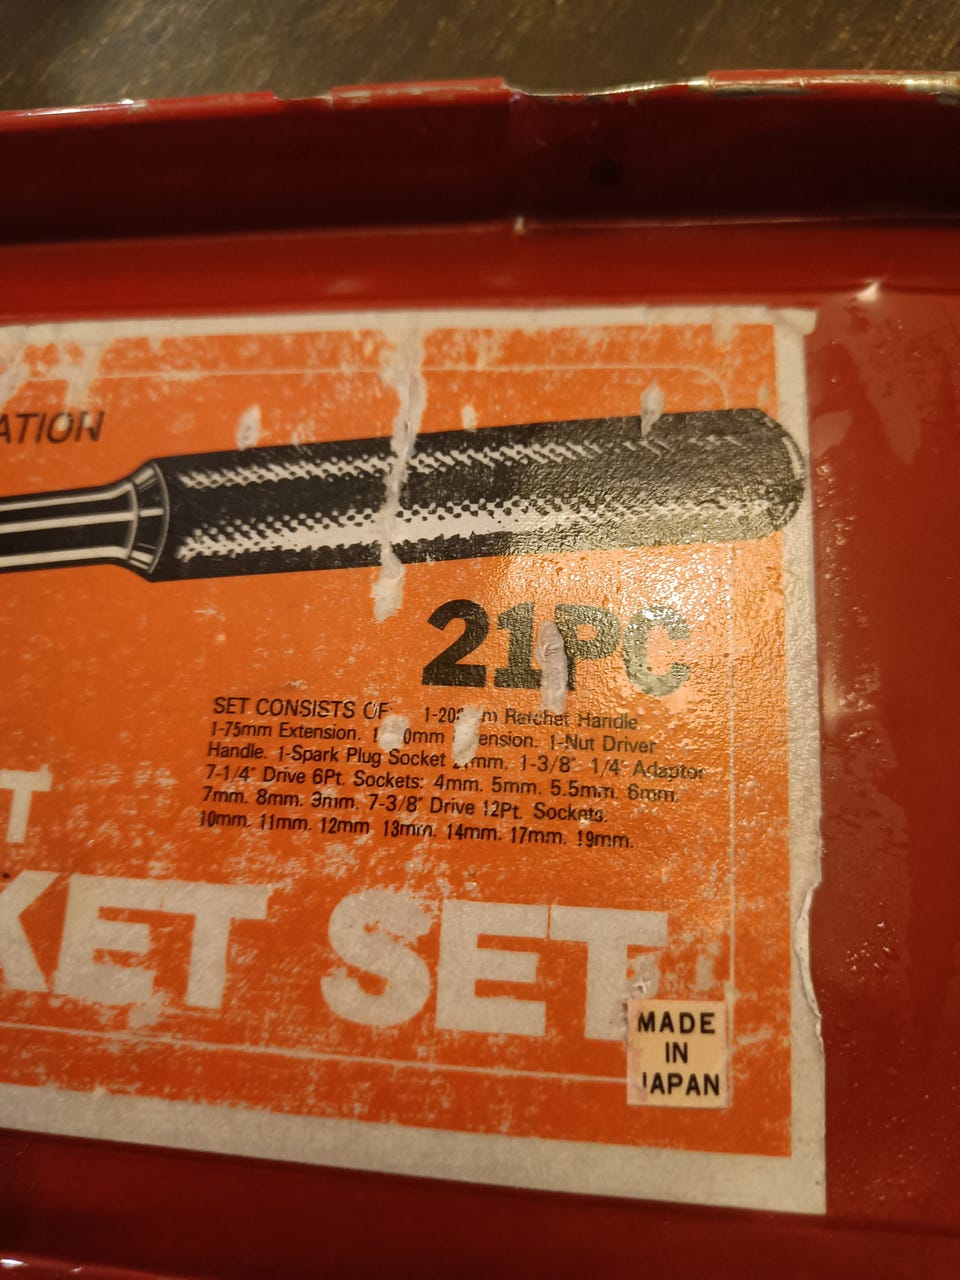 ATION
21PC
SET CONSISTS OF: Ratchet Handle.
1-75mm Extension. 1-Nut Driver
Handle. 1-Spark Plug Socket 1-3/8" 1/4" Adaptor
7-1/4" Drive 6Pt. Sockets: 4mm. 5mm. 5.5mm. 6mm.
7mm. 8mm. 9mm. 7-3/8" Drive 12Pt. Sockets.
10mm. 11mm. 12mm 13mm. 14mm. 17mm. 19mm.
T
KET SET
MADE
IN
JAPAN